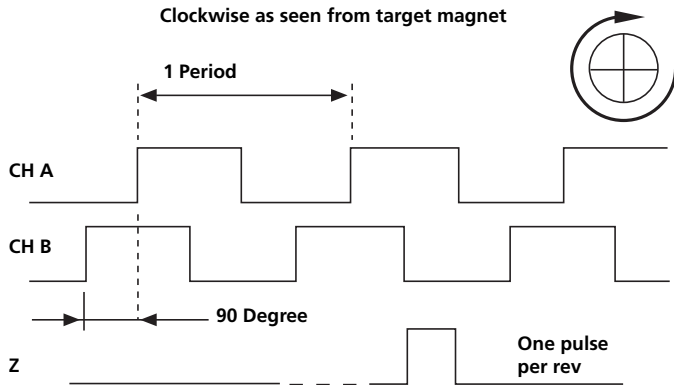 Clockwise as seen from target magnet
1 Period
CH A
CH B
90 Degree
Z
One pulse
per rev